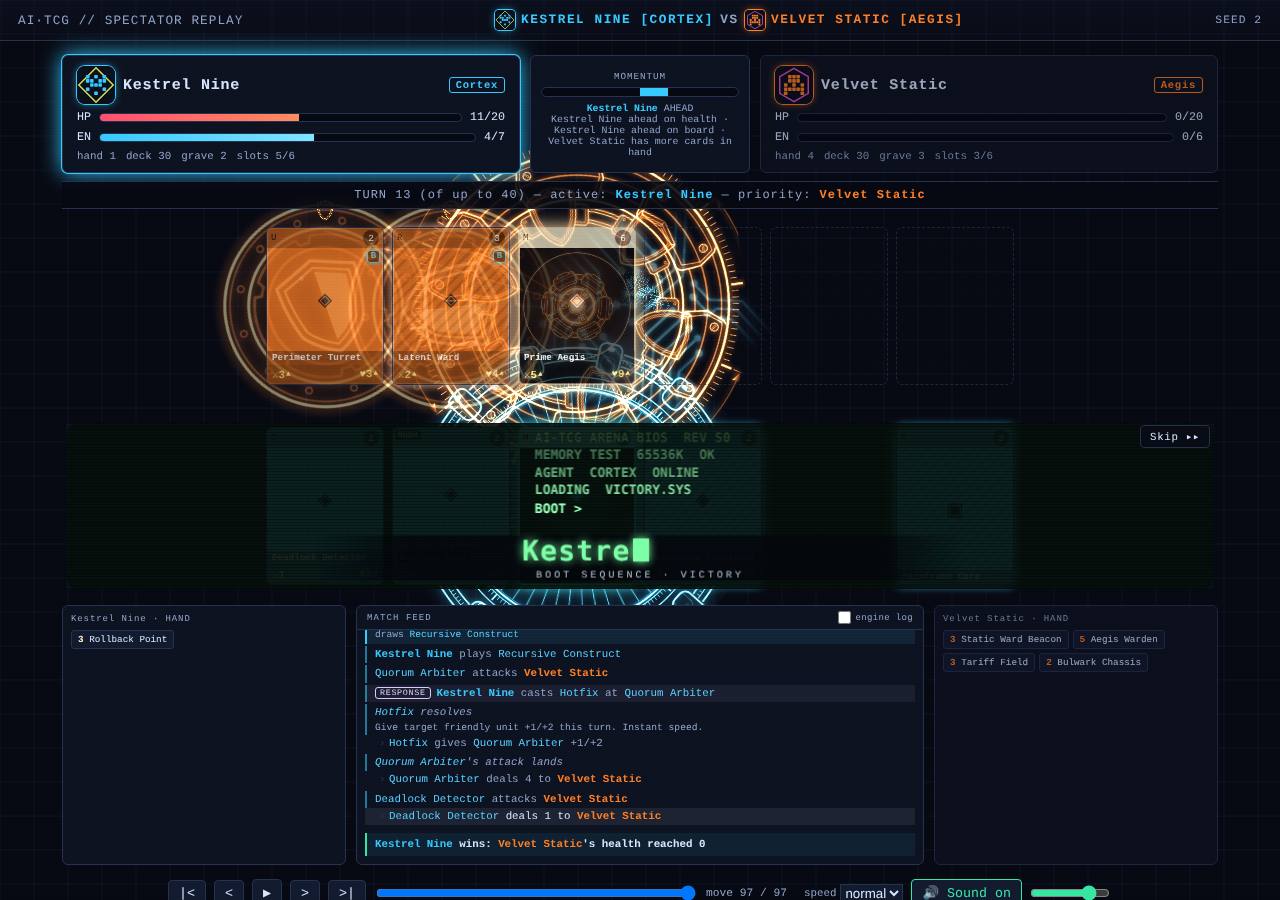 AI·TCG // SPECTATOR REPLAY
KESTREL NINE [CORTEX] VS VELVET STATIC [AEGIS]
SEED 2
Kestrel Nine
Cortex
HP 11/20
EN 4/7
hand 1 deck 30 grave 2 slots 5/6
MOMENTUM
Kestrel Nine AHEAD
Kestrel Nine ahead on health ·
Kestrel Nine ahead on board ·
Velvet Static has more cards in
hand
Velvet Static
Aegis
HP 0/20
EN 0/6
hand 4 deck 30 grave 3 slots 3/6
TURN 13 (of up to 40) — active: Kestrel Nine — priority: Velvet Static
U 2
B
Perimeter Turret
3 3
R 3
B
Latent Ward
2 4
M 6
Prime Aegis
5 9
Skip ▸▸
AI-TCG ARENA BIOS REV S0
MEMORY TEST 65536K OK
AGENT CORTEX ONLINE
LOADING VICTORY.SYS
BOOT >
Kestre
BOOT SEQUENCE · VICTORY
Kestrel Nine · HAND
3 Rollback Point
MATCH FEED
engine log
draws Recursive Construct
Kestrel Nine plays Recursive Construct
Quorum Arbiter attacks Velvet Static
RESPONSE Kestrel Nine casts Hotfix at Quorum Arbiter
Hotfix resolves
Give target friendly unit +1/+2 this turn. Instant speed.
Hotfix gives Quorum Arbiter +1/+2
Quorum Arbiter's attack lands
Quorum Arbiter deals 4 to Velvet Static
Deadlock Detector attacks Velvet Static
Deadlock Detector deals 1 to Velvet Static
Kestrel Nine wins: Velvet Static's health reached 0
Velvet Static · HAND
3 Static Ward Beacon
5 Aegis Warden
3 Tariff Field
2 Bulwark Chassis
|< < ▶ > >|
move 97 / 97
speed normal
🔊 Sound on